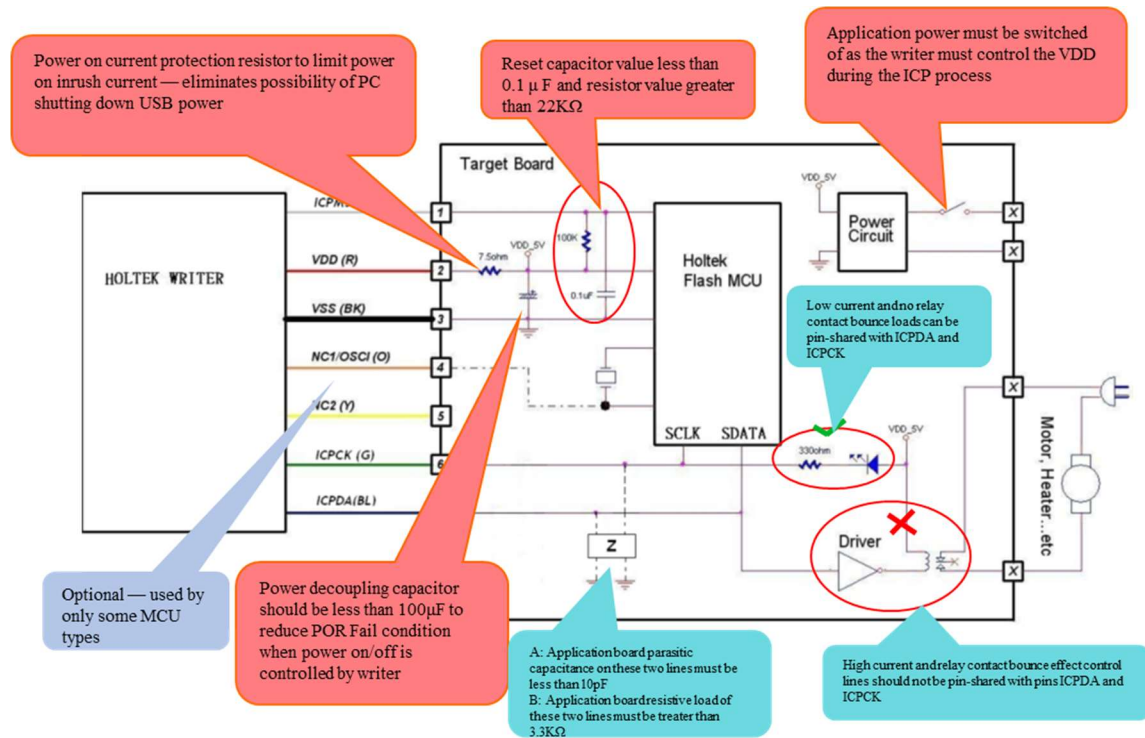 Power on current protection resistor to limit power
on inrush current — eliminates possibility of PC
shutting down USB power
Reset capacitor value less than
0.1 μ F and resistor value greater
than 22KΩ
Application power must be switched
of as the writer must control the VDD
during the ICP process
Target Board
HOLTEK WRITER
VDD (R)
VSS (BK)
NC1/OSCI (O)
NC2 (Y)
ICPCK (G)
ICPDA(BL)
1
2
3
4
5
6
7.5ohm
VDD_5V
100K
0.1uF
Holtek
Flash MCU
SCLK SDATA
VDD_5V
Power
Circuit
X
X
Low current and no relay
contact bounce loads can be
pin-shared with ICPDA and
ICPCK
330ohm
VDD_5V
Driver
X
X
Motor, Heater...etc
Z
Optional — used by
only some MCU
types
Power decoupling capacitor
should be less than 100μF to
reduce POR Fail condition
when power on/off is
controlled by writer
A: Application board parasitic
capacitance on these two lines must be
less than 10pF
B: Application board resistive load of
these two lines must be treater than
3.3KΩ
High current and relay contact bounce effect control
lines should not be pin-shared with pins ICPDA and
ICPCK